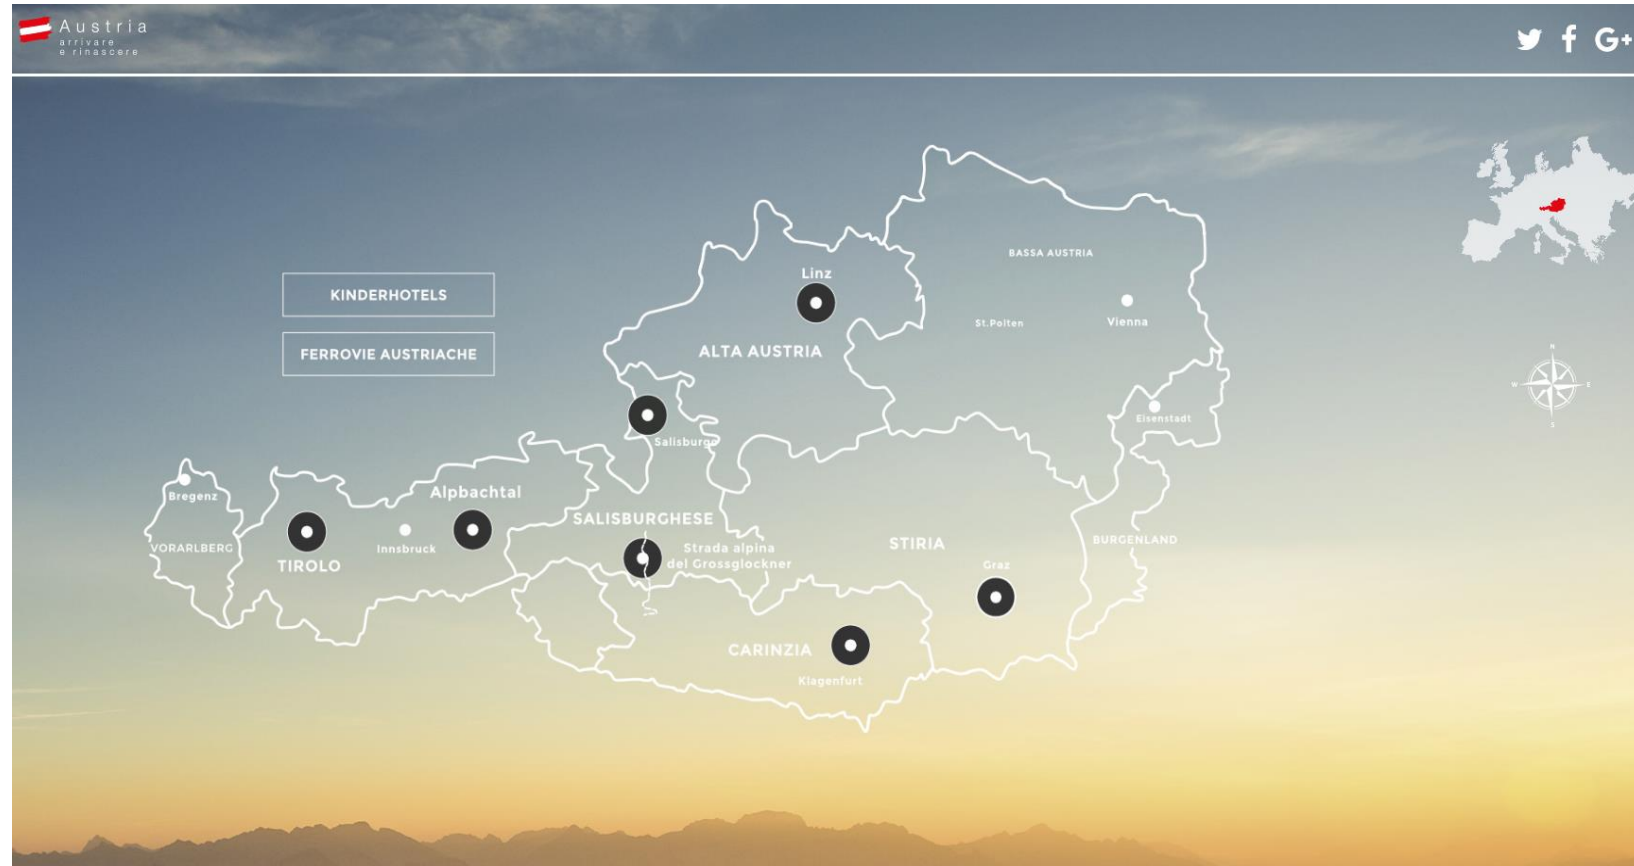 Austria
arrivare
e rinascere
G+
BASSA AUSTRIA
Linz
KINDERHOTELS
St.Polten
Vienna
FERROVIE AUSTRIACHE
ALTA AUSTRIA
N
W
E
S
Eisenstadt
Salisburgo
Bregenz
Alpbachtal
SALISBURGHESE
VORARLBERG
Innsbruck
TIROLO
Strada alpina
del Grossglockner
STIRIA
BURGENLAND
Graz
CARINZIA
Klagenfurt